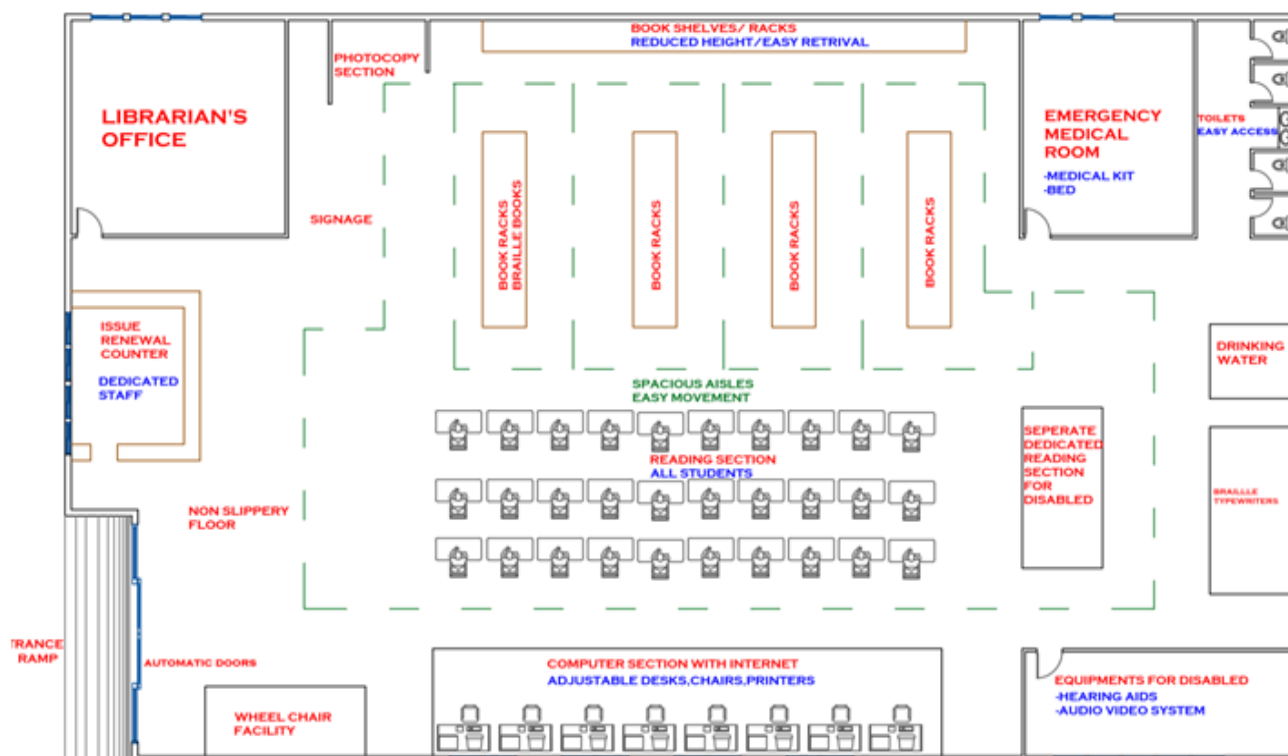 BOOK SHELVES/ RACKS
REDUCED HEIGHT/EASY RETRIVAL
PHOTOCOPY
SECTION
LIBRARIAN'S
OFFICE
EMERGENCY
MEDICAL
ROOM
-MEDICAL KIT
-BED
TOILETS
EASY ACCESS
SIGNAGE
BOOK RACKS
BRAILLE BOOKS
BOOK RACKS
BOOK RACKS
BOOK RACKS
ISSUE
RENEWAL
COUNTER
DEDICATED
STAFF
DRINKING
WATER
SPACIOUS AISLES
EASY MOVEMENT
READING SECTION
ALL STUDENTS
SEPERATE
DEDICATED
READING
SECTION
FOR
DISABLED
BRAILLLE
TYPEWRITERS
NON SLIPPERY
FLOOR
TRANCE
RAMP
AUTOMATIC DOORS
WHEEL CHAIR
FACILITY
COMPUTER SECTION WITH INTERNET
ADJUSTABLE DESKS,CHAIRS,PRINTERS
EQUIPMENTS FOR DISABLED
-HEARING AIDS
-AUDIO VIDEO SYSTEM